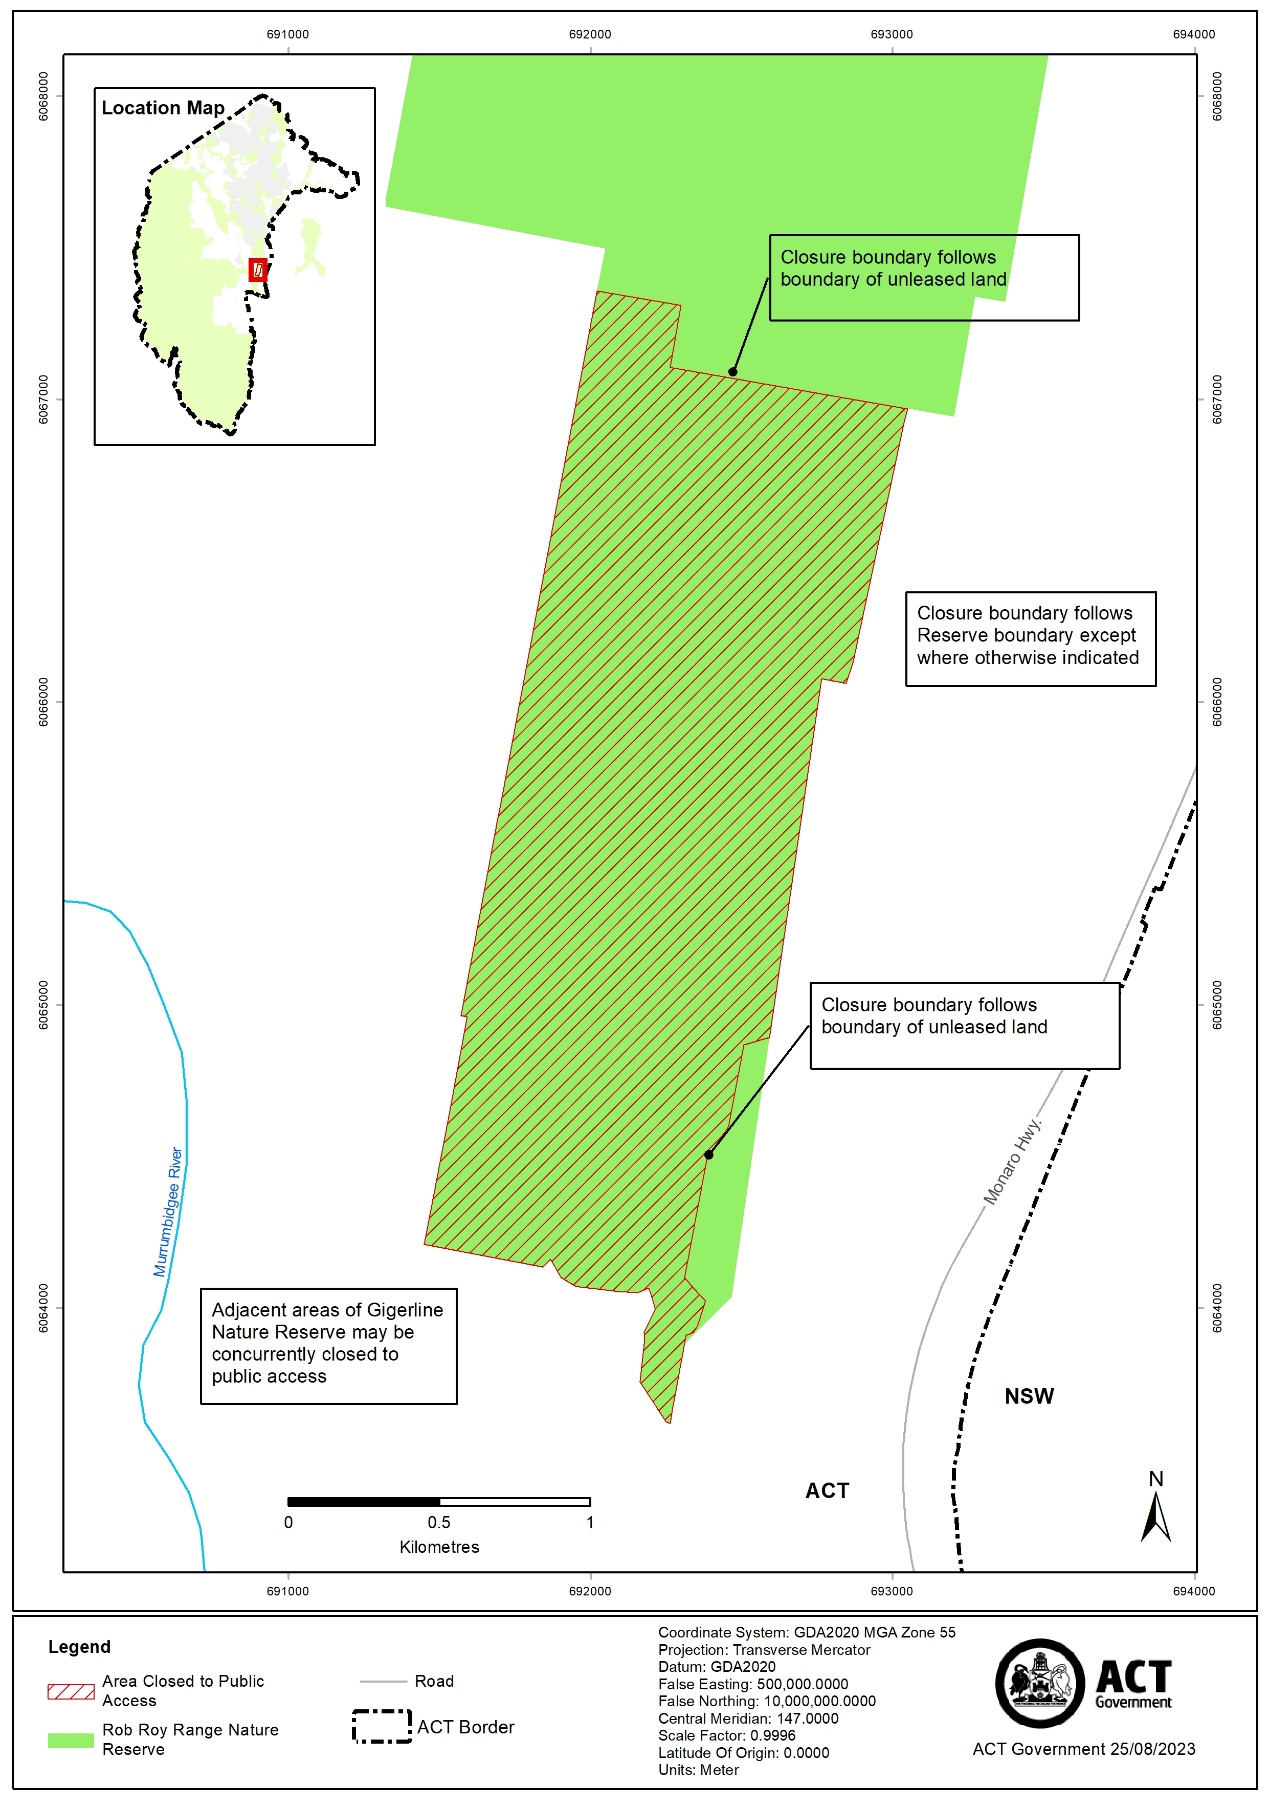 691000
692000
693000
694000
6068000
6068000
Location Map
Closure boundary follows
boundary of unleased land
6067000
6067000
Closure boundary follows
Reserve boundary except
where otherwise indicated
6066000
6066000
6065000
6065000
Closure boundary follows
boundary of unleased land
Monaro Hwy.
Murrumbidgee River
6064000
6064000
Adjacent areas of Gigerline
Nature Reserve may be
concurrently closed to
public access
NSW
ACT
N
0
0.5
1
Kilometres
691000
692000
693000
694000
Legend
Area Closed to Public
Access
Rob Roy Range Nature
Reserve
Road
ACT Border
Coordinate System: GDA2020 MGA Zone 55
Projection: Transverse Mercator
Datum: GDA2020
False Easting: 500,000.0000
False Northing: 10,000,000.0000
Central Meridian: 147.0000
Scale Factor: 0.9996
Latitude Of Origin: 0.0000
Units: Meter
ACT
Government
ACT Government 25/08/2023